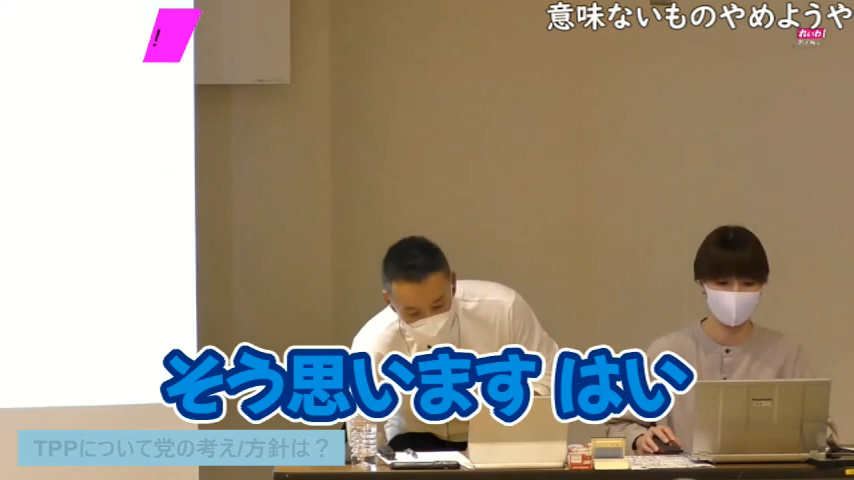 !
意味ないものやめようや
れいわ!
そう思います はい
TPPについて党の考え/方針は?
Panasonic